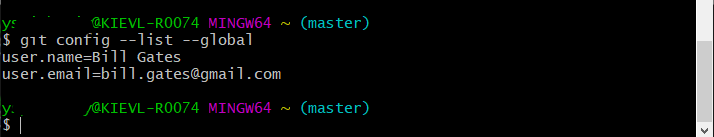 @KIEVL-R0074 MINGW64 ~ (master)
$ git config --list --global
user.name=Bill Gates
user.email=bill.gates@gmail.com
@KIEVL-R0074 MINGW64 ~ (master)
$